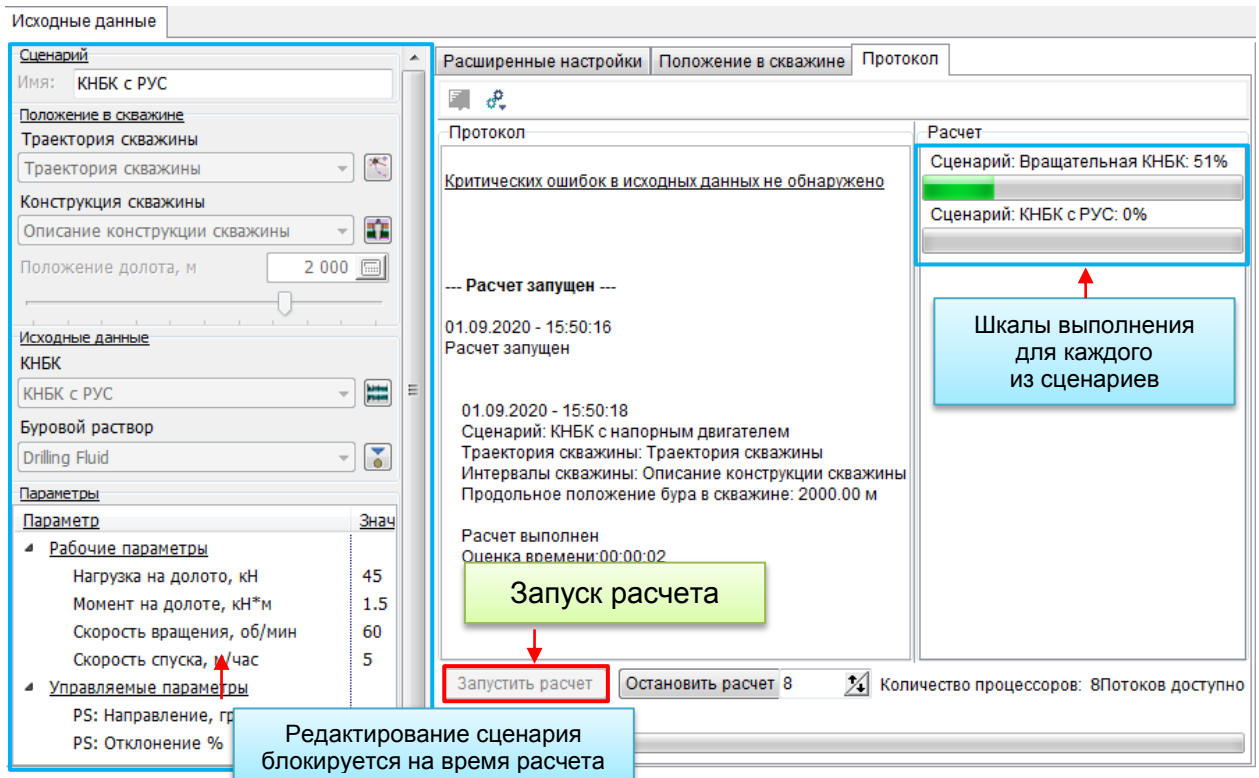 Исходные данные
Сценарий
Имя: КНБК с РУС
Положение в скважине
Траектория скважины
Траектория скважины
Конструкция скважины
Описание конструкции скважины
Положение долота, м 2 000
Исходные данные
КНБК
КНБК с РУС
Буровой раствор
Drilling Fluid
Параметры
Параметр Знач
Рабочие параметры
Нагрузка на долото, кН 45
Момент на долоте, кН*м 1.5
Скорость вращения, об/мин 60
Скорость спуска, м/час 5
Управляемые параметры
PS: Направление, гр
PS: Отклонение %
Редактирование сценария
блокируется на время расчета
Расширенные настройки Положение в скважине Протокол
Протокол
Критических ошибок в исходных данных не обнаружено
--- Расчет запущен ---
01.09.2020 - 15:50:16
Расчет запущен
01.09.2020 - 15:50:18
Сценарий: КНБК с напорным двигателем
Траектория скважины: Траектория скважины
Интервалы скважины: Описание конструкции скважины
Продольное положение бура в скважине: 2000.00 м
Расчет выполнен
Оценка времени:00:00:02
Запуск расчета
Расчет
Сценарий: Вращательная КНБК: 51%
Сценарий: КНБК с РУС: 0%
Шкалы выполнения
для каждого
из сценариев
Запустить расчет Остановить расчет 8 Количество процессоров: 8Потоков доступно